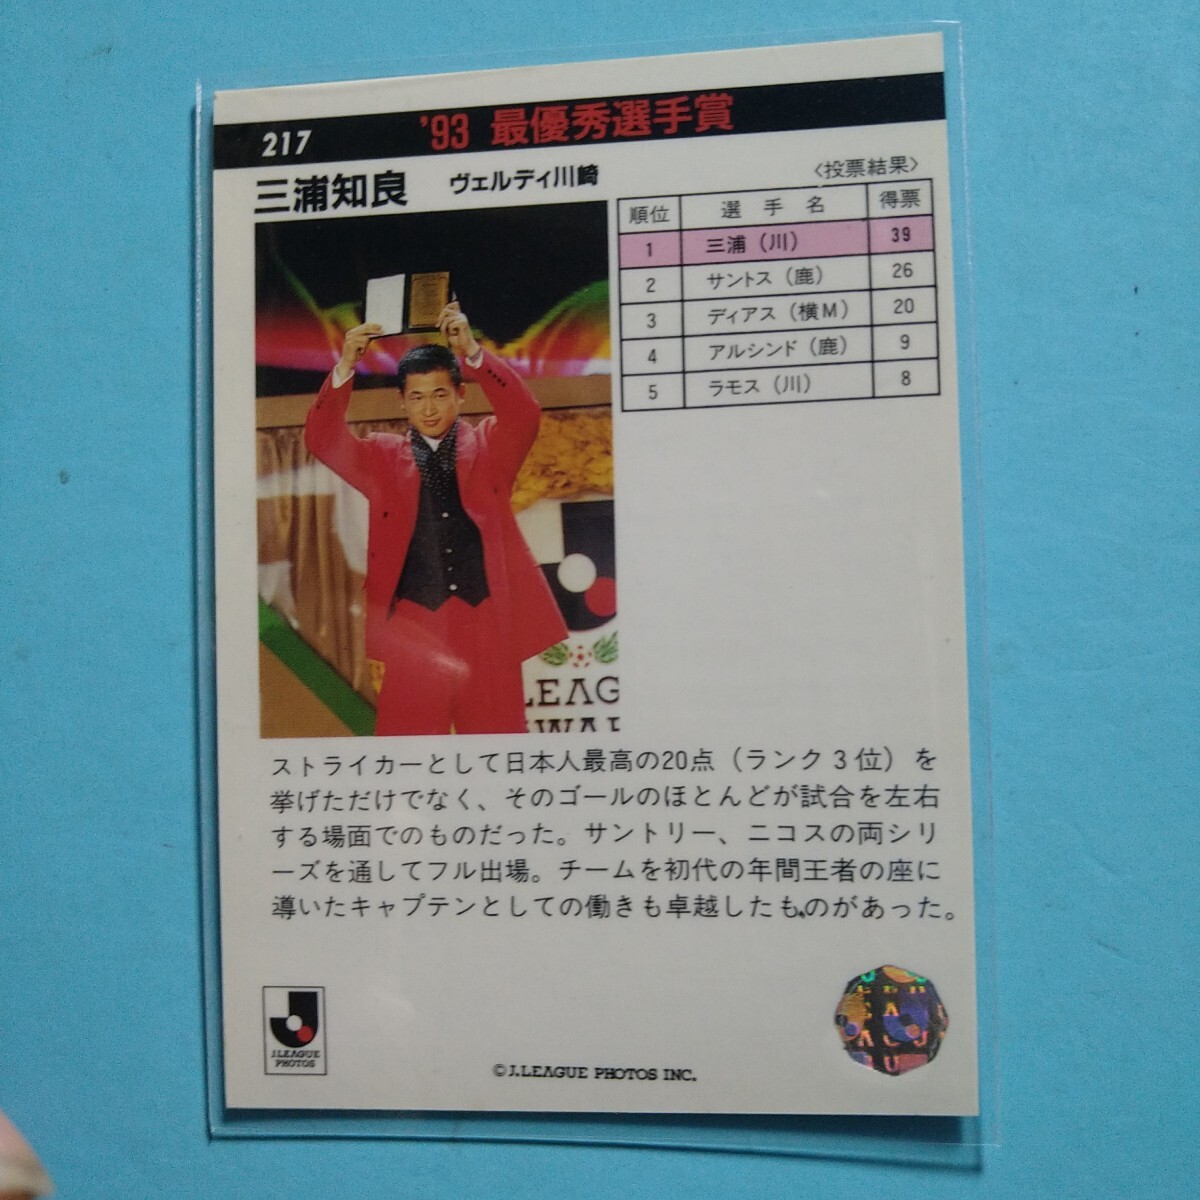 217
'93 最優秀選手賞
三浦知良 ヴェルディ川崎
〈投票結果〉
順位 選手名 得票
1 三浦（川） 39
2 サントス（鹿） 26
3 ディアス（横M） 20
4 アルシンド（鹿） 9
5 ラモス（川） 8
LEAG
WAR
ストライカーとして日本人最高の20点（ランク3位）を
挙げただけでなく、そのゴールのほとんどが試合を左右
する場面でのものだった。サントリー、ニコスの両シリ
ーズを通してフル出場。チームを初代の年間王者の座に
導いたキャプテンとしての働きも卓越したものがあった。
J.LEAGUE
PHOTOS
©J.LEAGUE PHOTOS INC.